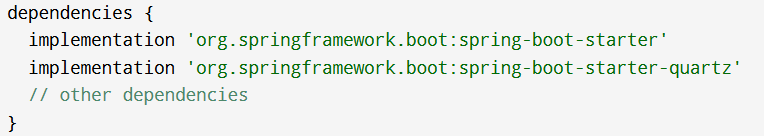 dependencies {
  implementation 'org.springframework.boot:spring-boot-starter'
  implementation 'org.springframework.boot:spring-boot-starter-quartz'
  // other dependencies
}